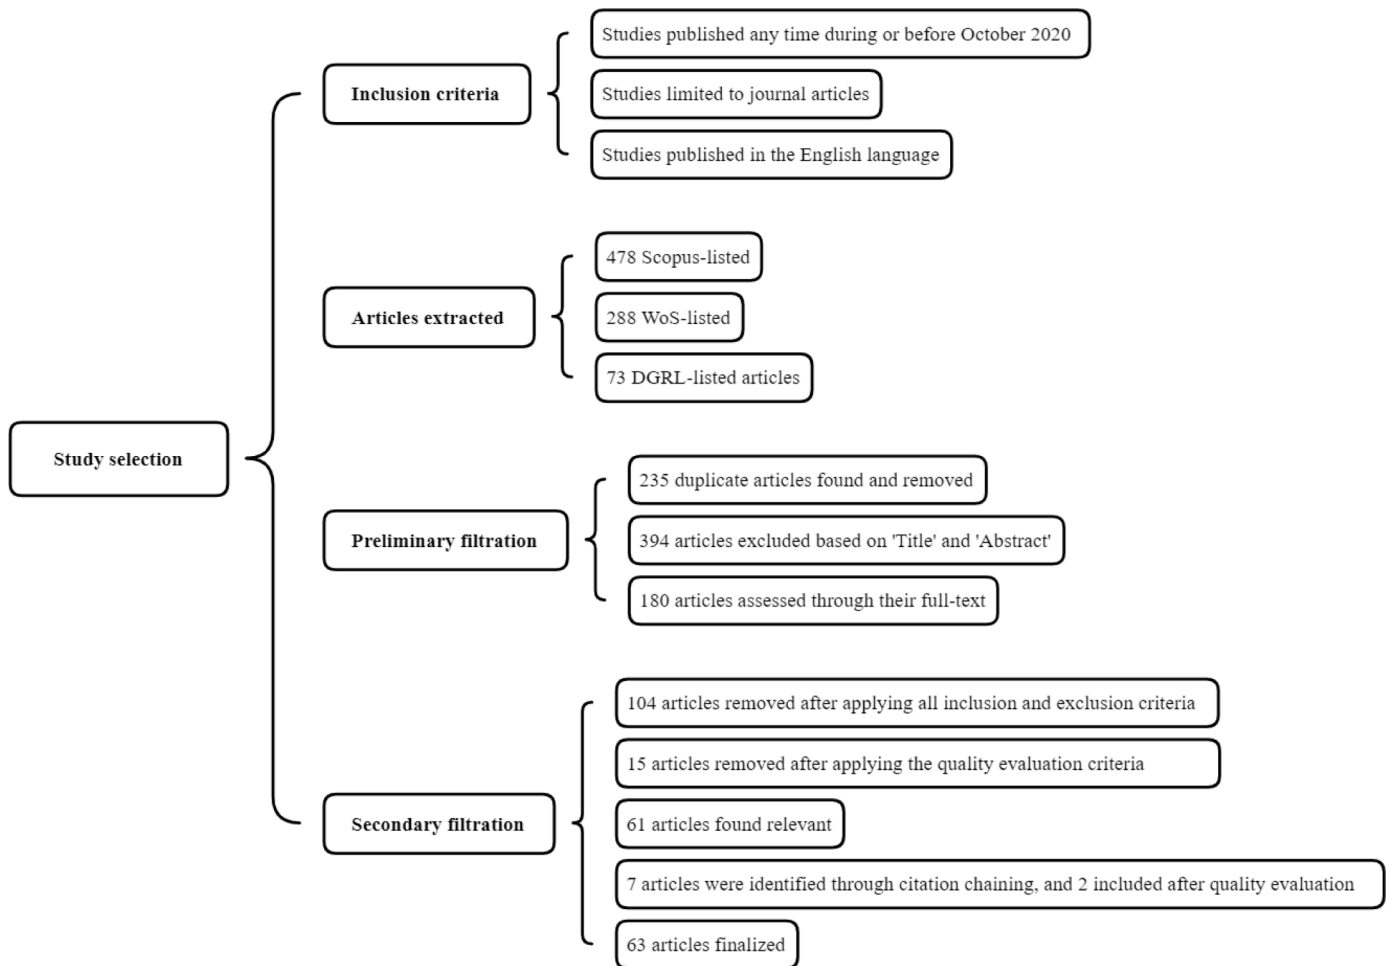 Study selection
Inclusion criteria
Studies published any time during or before October 2020
Studies limited to journal articles
Studies published in the English language
Articles extracted
478 Scopus-listed
288 WoS-listed
73 DGRL-listed articles
Preliminary filtration
235 duplicate articles found and removed
394 articles excluded based on 'Title' and 'Abstract'
180 articles assessed through their full-text
Secondary filtration
104 articles removed after applying all inclusion and exclusion criteria
15 articles removed after applying the quality evaluation criteria
61 articles found relevant
7 articles were identified through citation chaining, and 2 included after quality evaluation
63 articles finalized